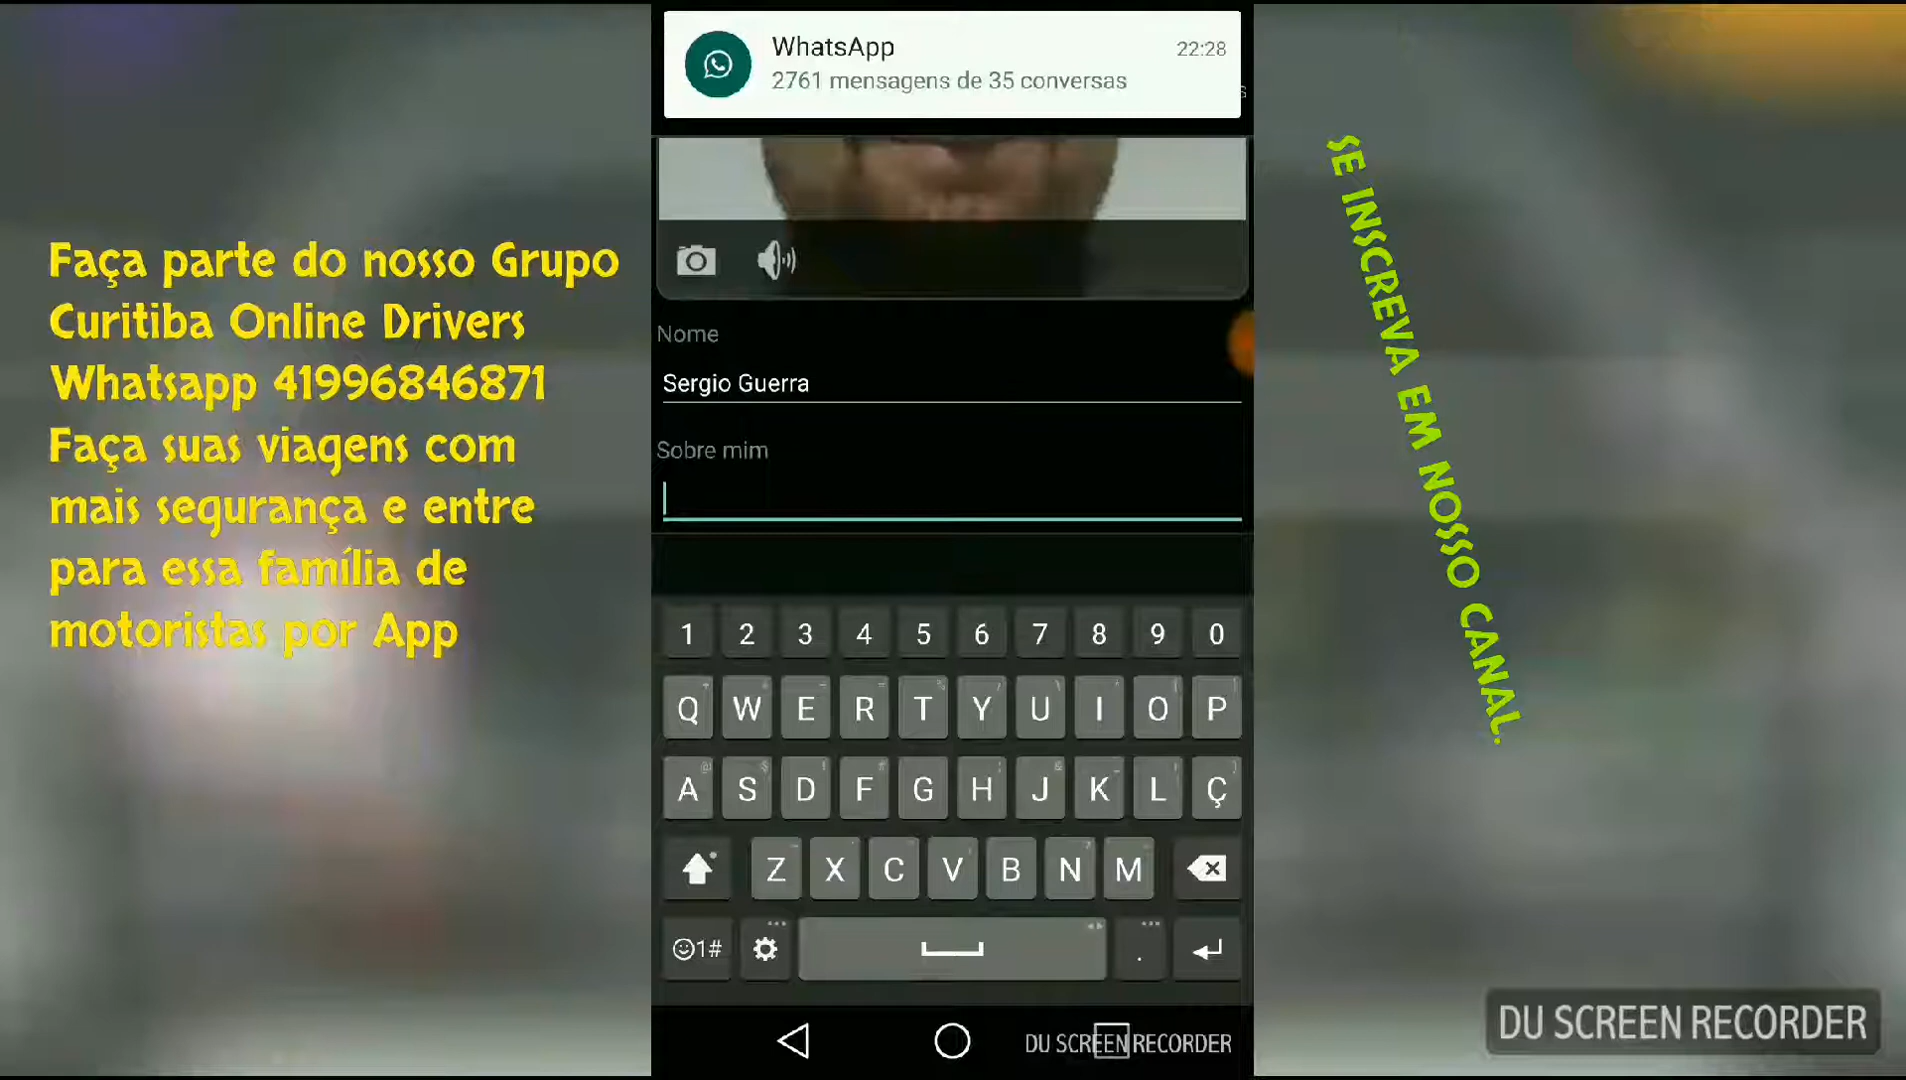 WhatsApp
22:28
2761 mensagens de 35 conversas
Faça parte do nosso Grupo
Curitiba Online Drivers
Whatsapp 41996846871
Faça suas viagens com
mais segurança e entre
para essa família de
motoristas por App
Nome
Sergio Guerra
Sobre mim
SE INSCREVA EM NOSSO CANAL.
1 2 3 4 5 6 7 8 9 0
Q W E R T Y U I O P
A S D F G H J K L Ç
Z X C V B N M
1# .
DU SCREEN RECORDER
DU SCREEN RECORDER